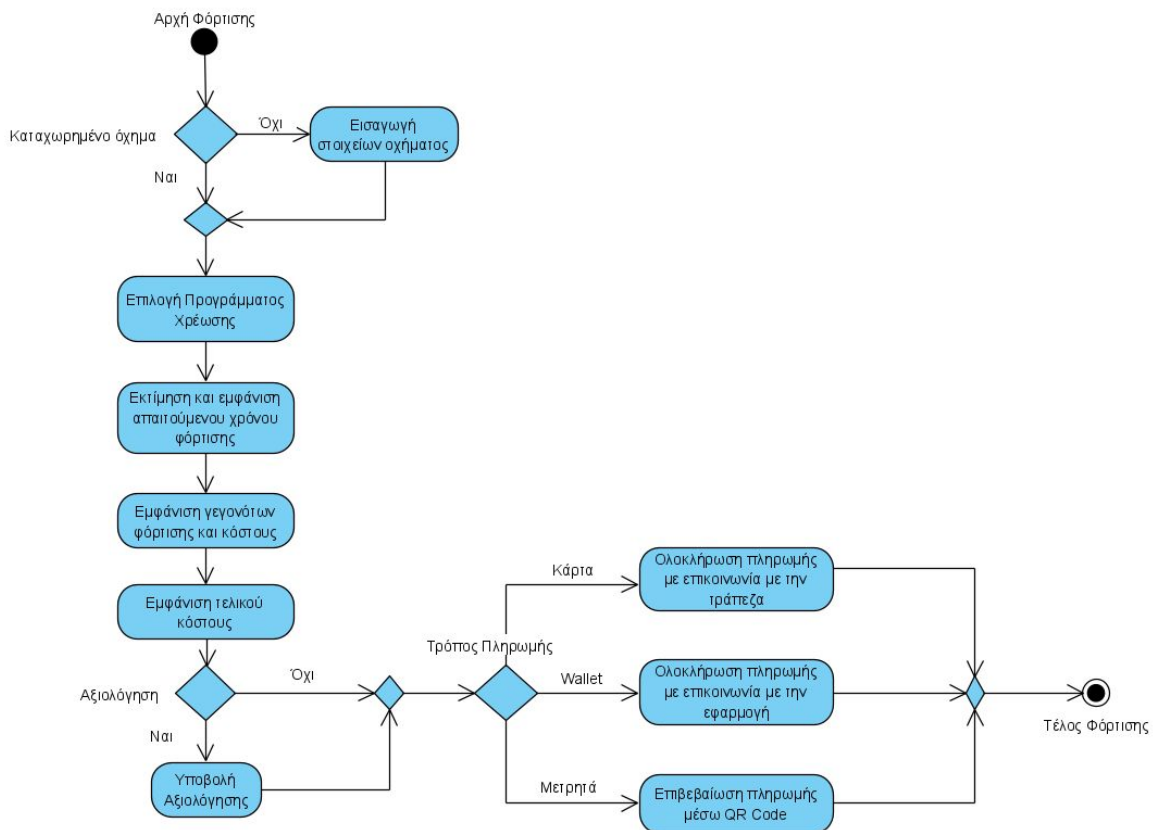 Αρχή Φόρτισης
Καταχωρημένο όχημα
Όχι
Εισαγωγή
στοιχείων οχήματος
Ναι
Επιλογή Προγράμματος
Χρέωσης
Εκτίμηση και εμφάνιση
απαιτούμενου χρόνου
φόρτισης
Εμφάνιση γεγονότων
φόρτισης και κόστους
Εμφάνιση τελικού
κόστους
Αξιολόγηση
Όχι
Ναι
Υποβολή
Αξιολόγησης
Τρόπος Πληρωμής
Κάρτα
Ολοκλήρωση πληρωμής
με επικοινωνία με την
τράπεζα
Wallet
Ολοκλήρωση πληρωμής
με επικοινωνία με την
εφαρμογή
Μετρητά
Επιβεβαίωση πληρωμής
μέσω QR Code
Τέλος Φόρτισης